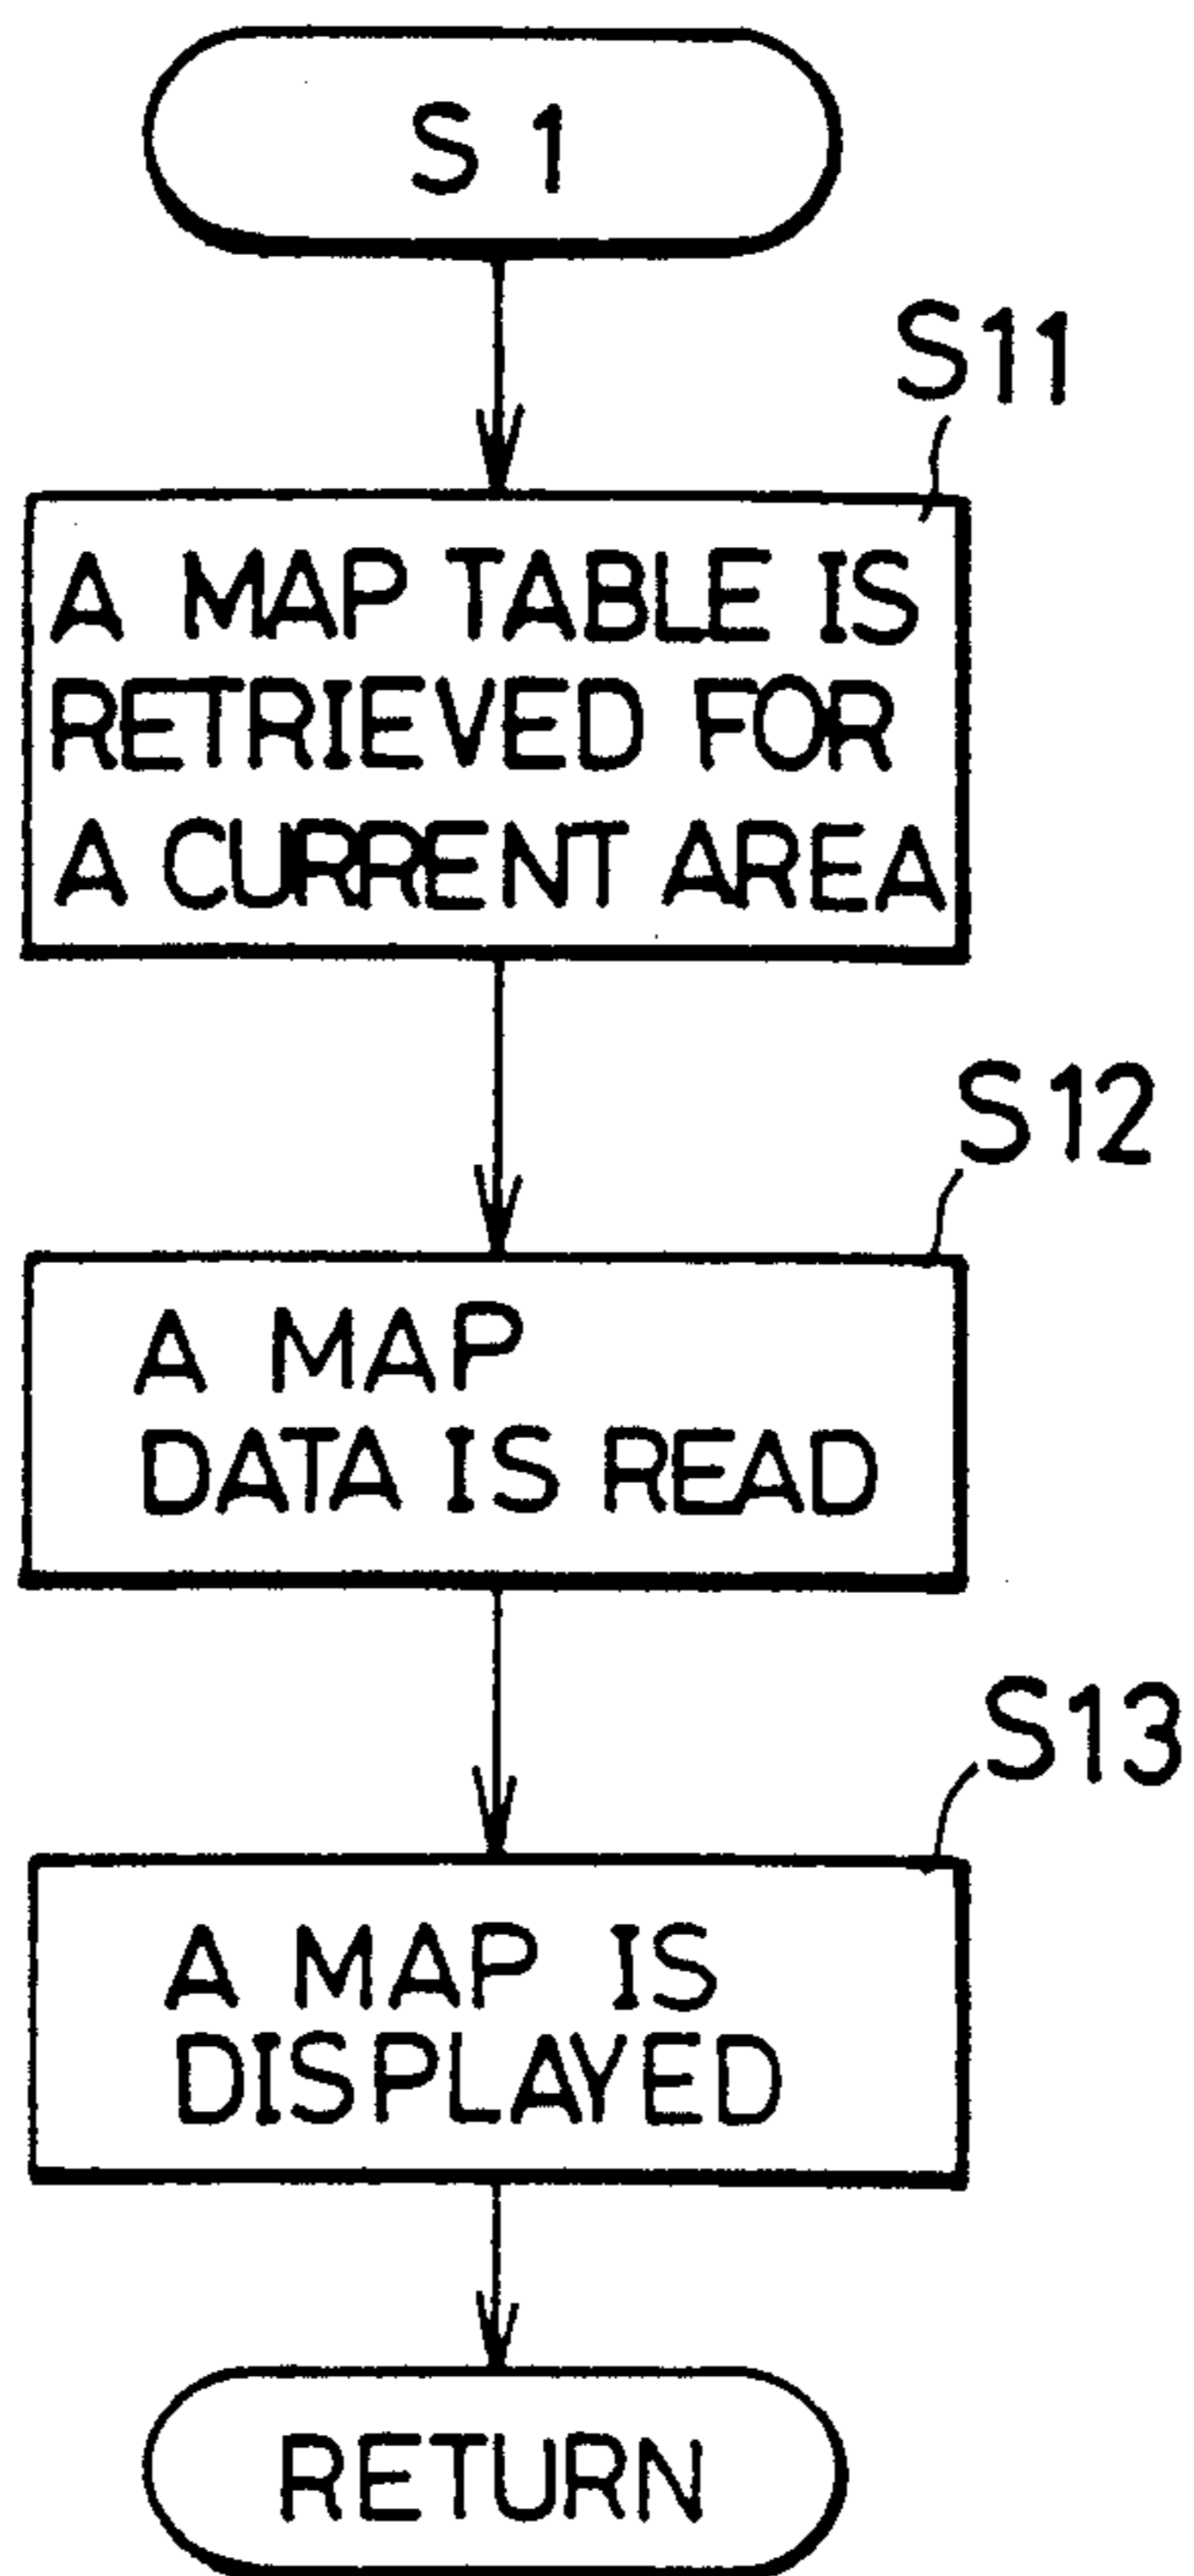 S 1
S11
A MAP TABLE IS
RETRIEVED FOR
A CURRENT AREA
S12
A MAP
DATA IS READ
S13
A MAP IS
DISPLAYED
RETURN